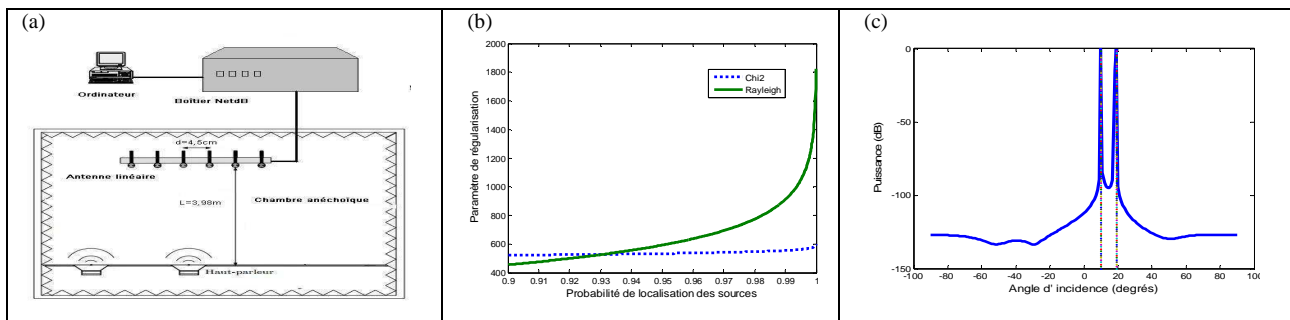 (a)
Ordinateur
Boîtier NetdB
d=4,5cm
Antenne linéaire
L=3,98m
Chambre anéchoïque
Haut-parleur
(b)
2000
1800
1600
1400
1200
1000
800
600
400
Paramètre de régularisation
Chi2
Rayleigh
0.9 0.91 0.92 0.93 0.94 0.95 0.96 0.97 0.98 0.99 1
Probabilité de localisation des sources
(c)
0
-50
-100
-150
Puissance (dB)
-100 -80 -60 -40 -20 0 20 40 60 80 100
Angle d' incidence (degrés)